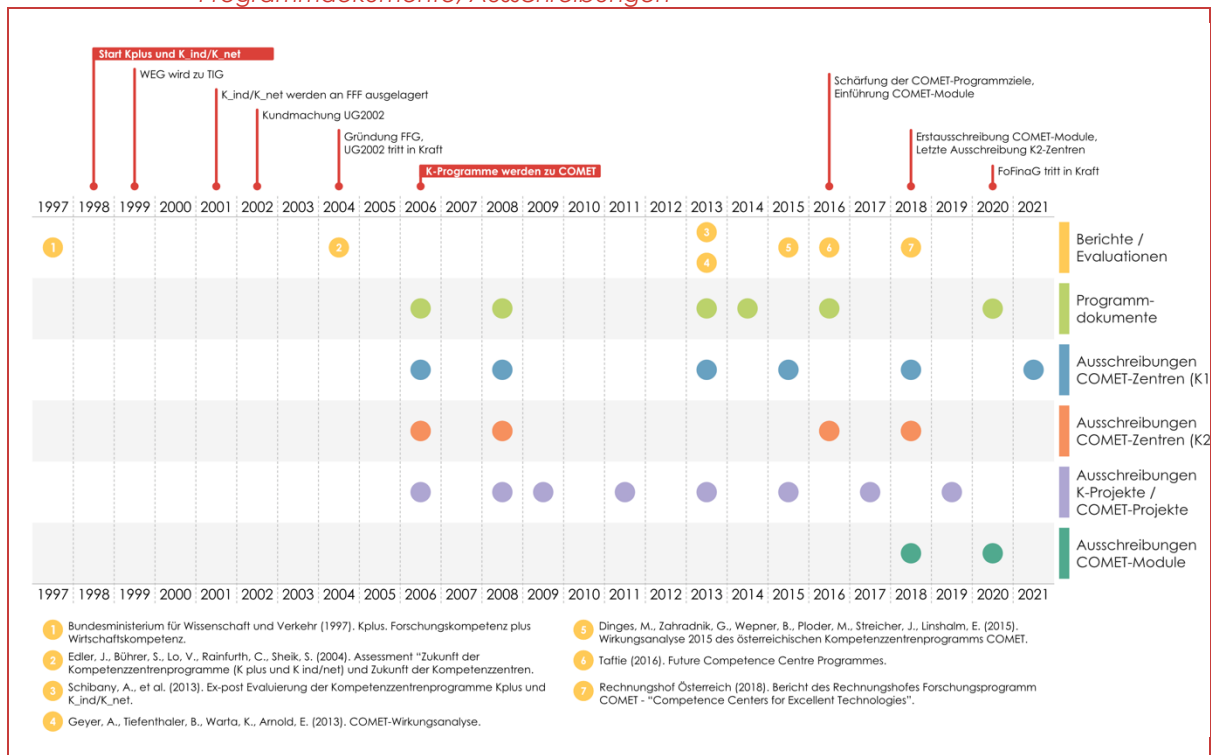 Programmdokumente/Ausschreibungen
Start Kplus und K_ind/K_net
WEG wird zu TIG
K_ind/K_net werden an FFF ausgelagert
Kundmachung UG2002
Gründung FFG,
UG2002 tritt in Kraft
K-Programme werden zu COMET
Schärfung der COMET-Programmziele,
Einführung COMET-Module
Erstausschreibung COMET-Module,
Letzte Ausschreibung K2-Zentren
FoFinaG tritt in Kraft
1997 1998 1999 2000 2001 2002 2003 2004 2005 2006 2007 2008 2009 2010 2011 2012 2013 2014 2015 2016 2017 2018 2019 2020 2021
1 2 3 4 5 6 7
Berichte /
Evaluationen
Programm-
dokumente
Ausschreibungen
COMET-Zentren (K1
Ausschreibungen
COMET-Zentren (K2
Ausschreibungen
K-Projekte /
COMET-Projekte
Ausschreibungen
COMET-Module
1997 1998 1999 2000 2001 2002 2003 2004 2005 2006 2007 2008 2009 2010 2011 2012 2013 2014 2015 2016 2017 2018 2019 2020 2021
1 Bundesministerium für Wissenschaft und Verkehr (1997). Kplus. Forschungskompetenz plus
Wirtschaftskompetenz.
2 Edler, J., Bührer, S., Lo, V., Rainfurth, C., Sheik, S. (2004). Assessment "Zukunft der
Kompetenzzentrenprogramme (K plus und K ind/net) und Zukunft der Kompetenzzentren.
3 Schibany, A., et al. (2013). Ex-post Evaluierung der Kompetenzzentrenprogramme Kplus und
K_ind/K_net.
4 Geyer, A., Tiefenthaler, B., Warta, K., Arnold, E. (2013). COMET-Wirkungsanalyse.
5 Dinges, M., Zahradnik, G., Wepner, B., Ploder, M., Streicher, J., Linshalm, E. (2015).
Wirkungsanalyse 2015 des österreichischen Kompetenzzentrenprogramms COMET.
6 Taftie (2016). Future Competence Centre Programmes.
7 Rechnungshof Österreich (2018). Bericht des Rechnungshofes Forschungsprogramm
COMET - "Competence Centers for Excellent Technologies".